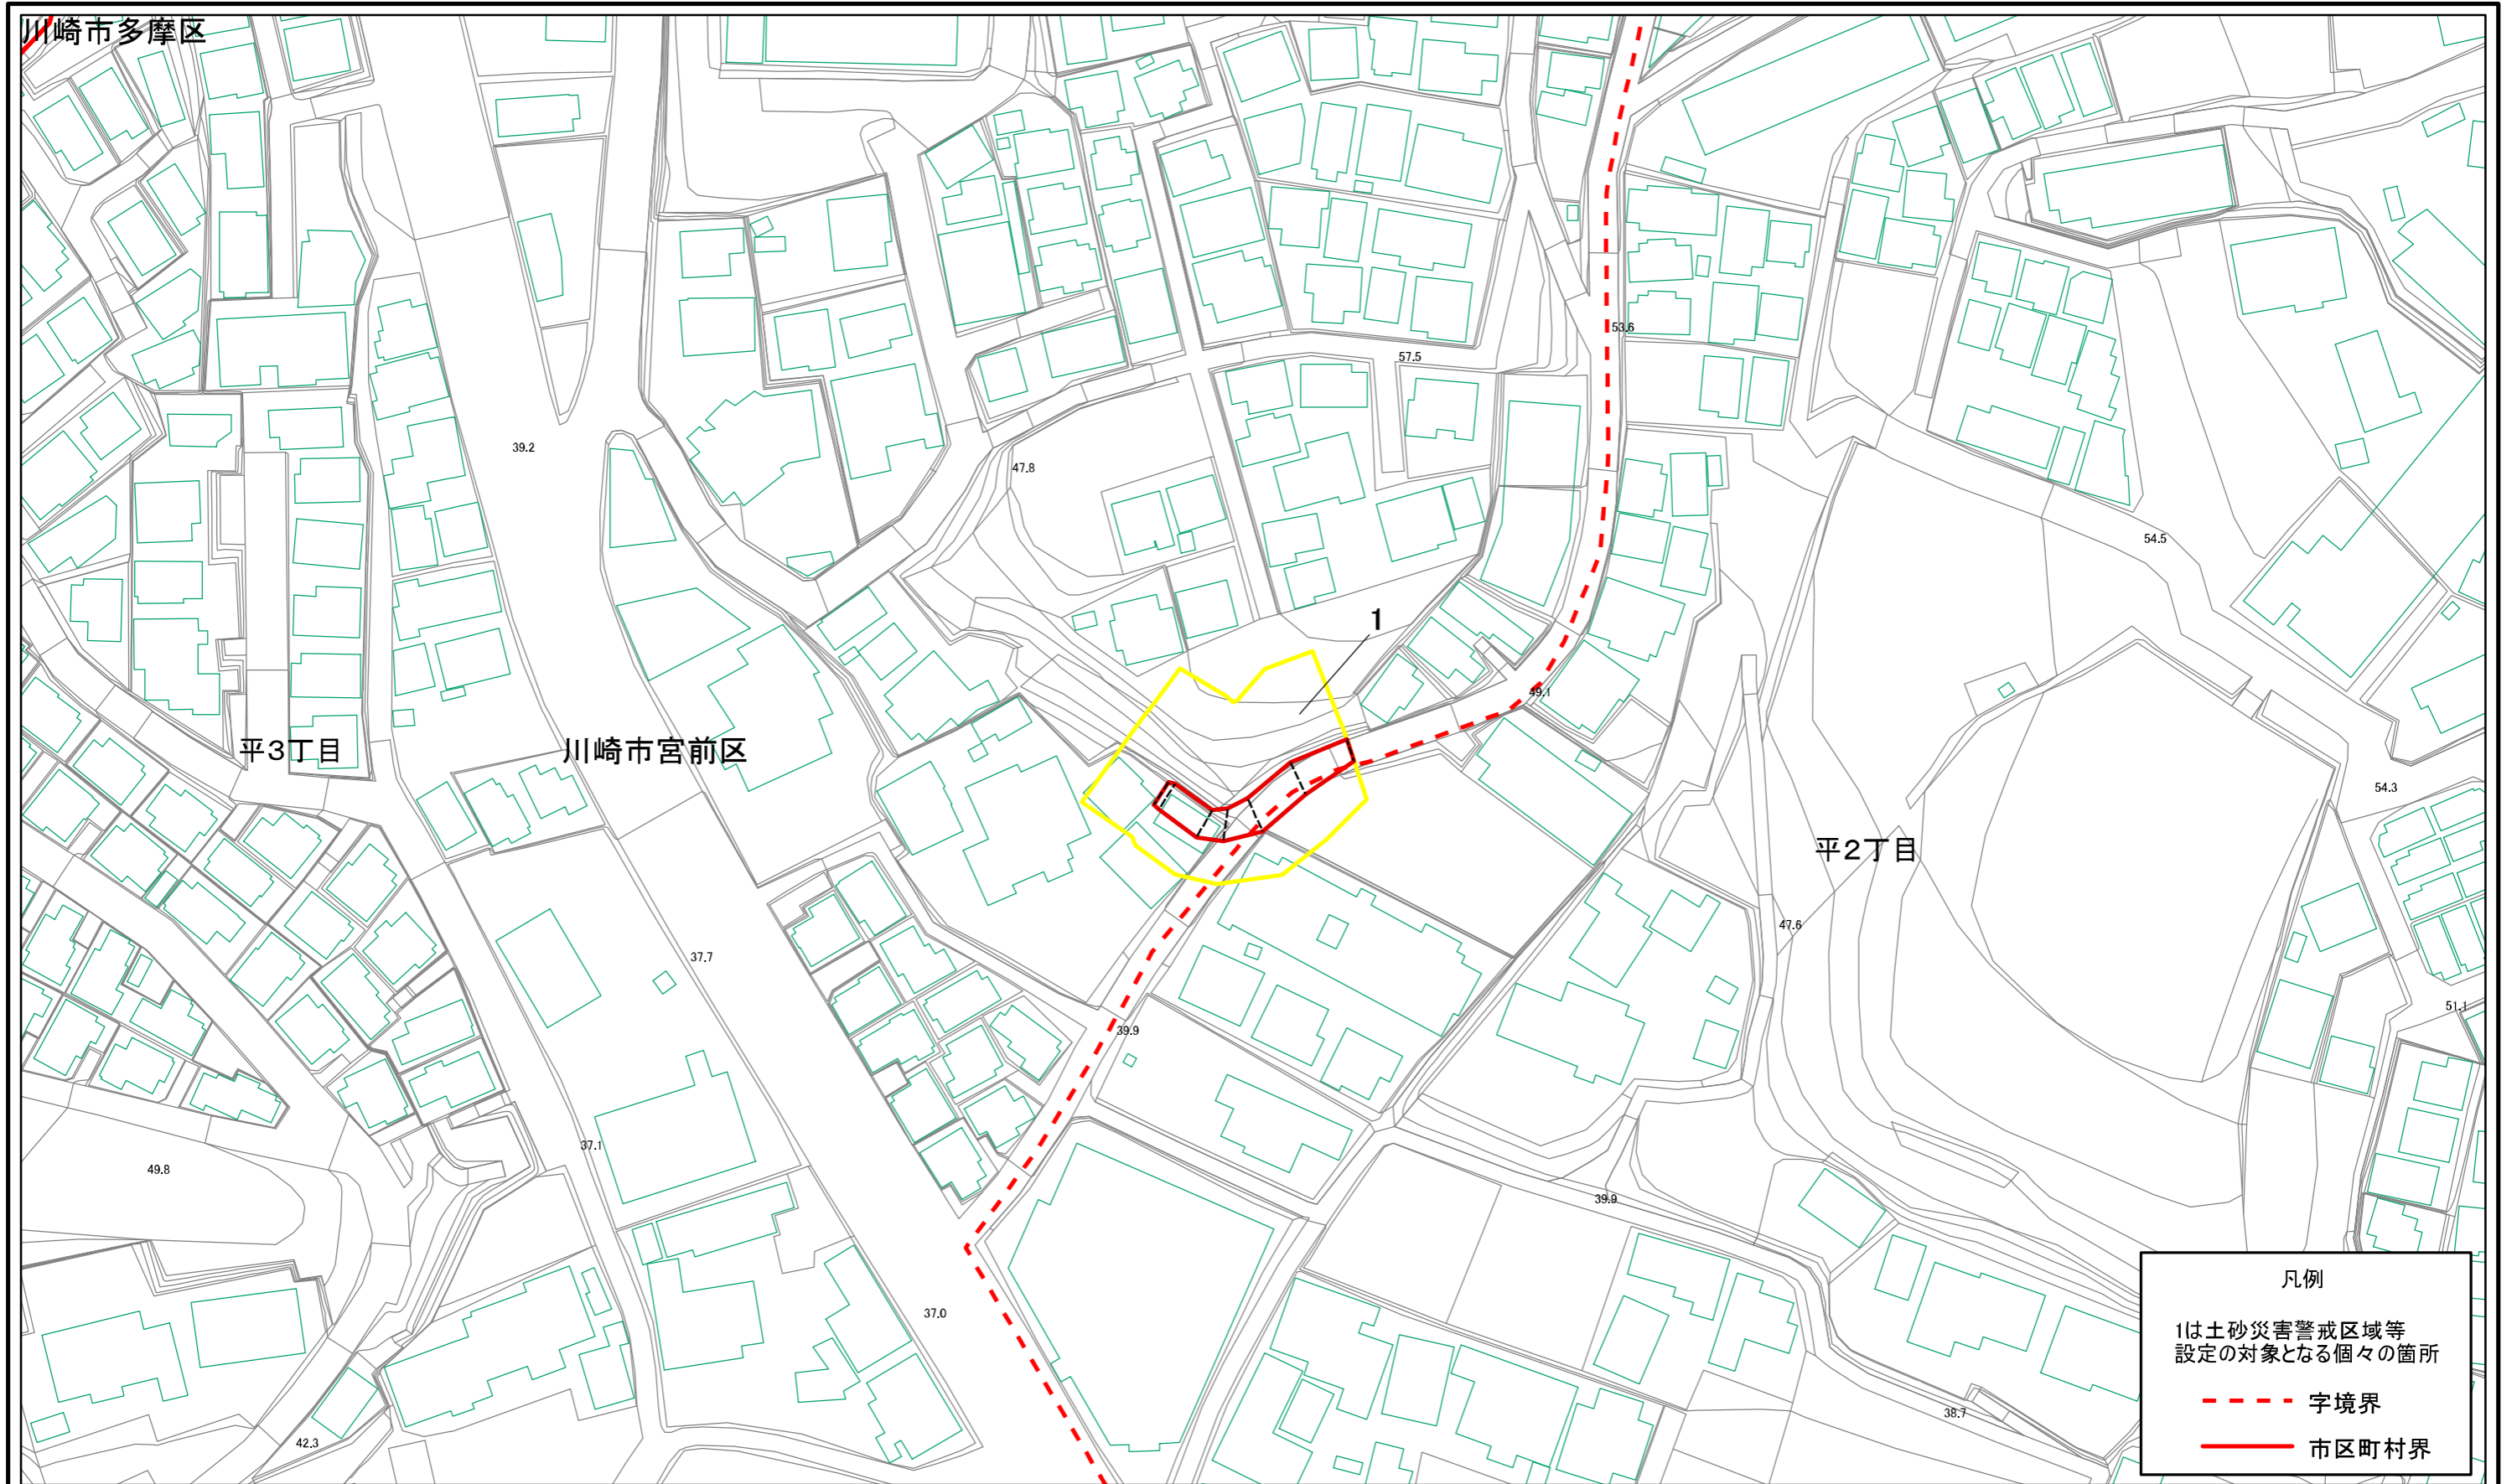 川崎市多摩区
53.6
57.5
39.2
47.8
54.5
1
49.1
平3丁目
川崎市宮前区
54.3
平2丁目
47.6
37.7
51.1
39.9
37.1
49.8
39.9
37.0
42.3
38.7
凡例
1は土砂災害警戒区域等
設定の対象となる個々の箇所
字境界
市区町村界